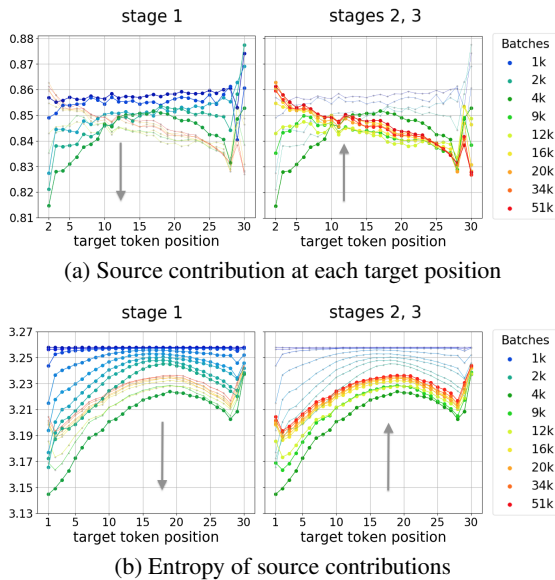 stage 1
stages 2, 3
0.88
0.86
0.85
0.84
0.83
0.81
2 5 10 15 20 25 30
target token position
2 5 10 15 20 25 30
target token position
Batches
1k
2k
4k
9k
12k
16k
20k
34k
51k
(a) Source contribution at each target position
stage 1
stages 2, 3
3.27
3.25
3.23
3.21
3.19
3.17
3.15
3.13
1 5 10 15 20 25 30
target token position
1 5 10 15 20 25 30
target token position
Batches
1k
2k
4k
9k
12k
16k
20k
34k
51k
(b) Entropy of source contributions